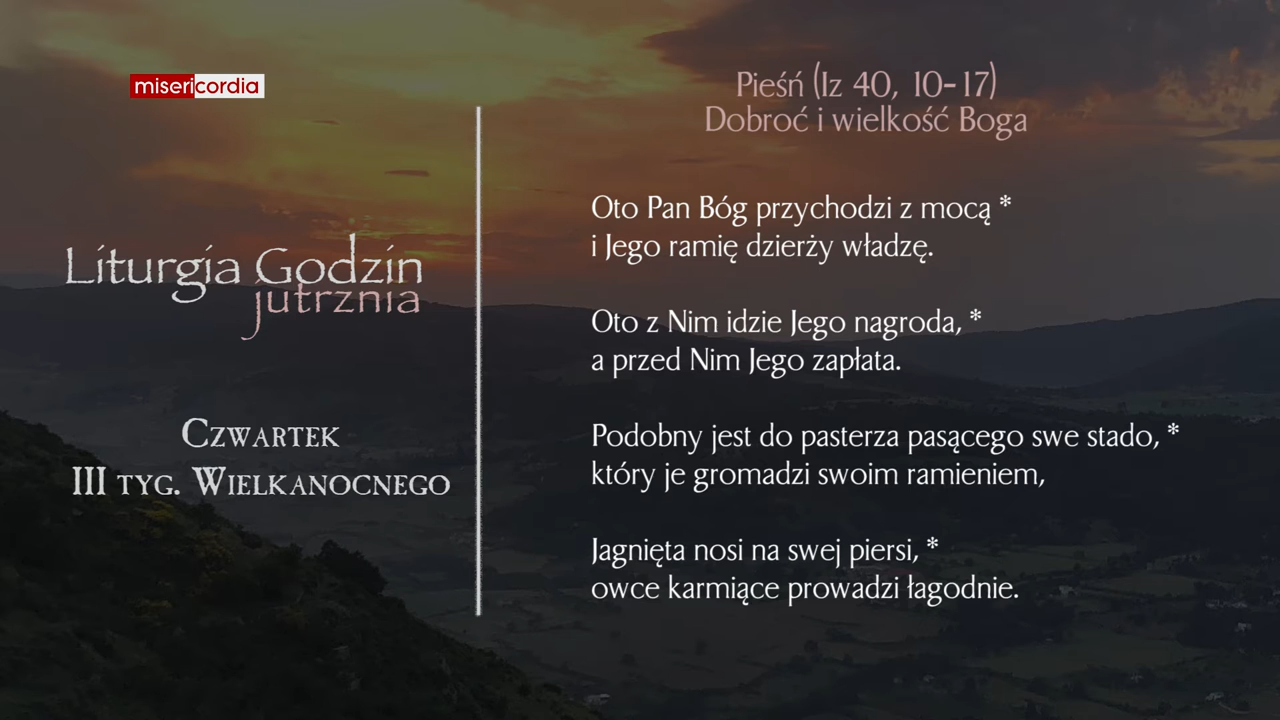 misericordia
Liturgia Godzin
jutrznia
Czwartek
III tyg. Wielkanocnego
Pieśń (Iz 40, 10-17)
Dobroć i wielkość Boga
Oto Pan Bóg przychodzi z mocą *
i Jego ramię dzierży władzę.
Oto z Nim idzie Jego nagroda, *
a przed Nim Jego zapłata.
Podobny jest do pasterza pasącego swe stado, *
który je gromadzi swoim ramieniem,
Jagnięta nosi na swej piersi, *
owce karmiące prowadzi łagodnie.